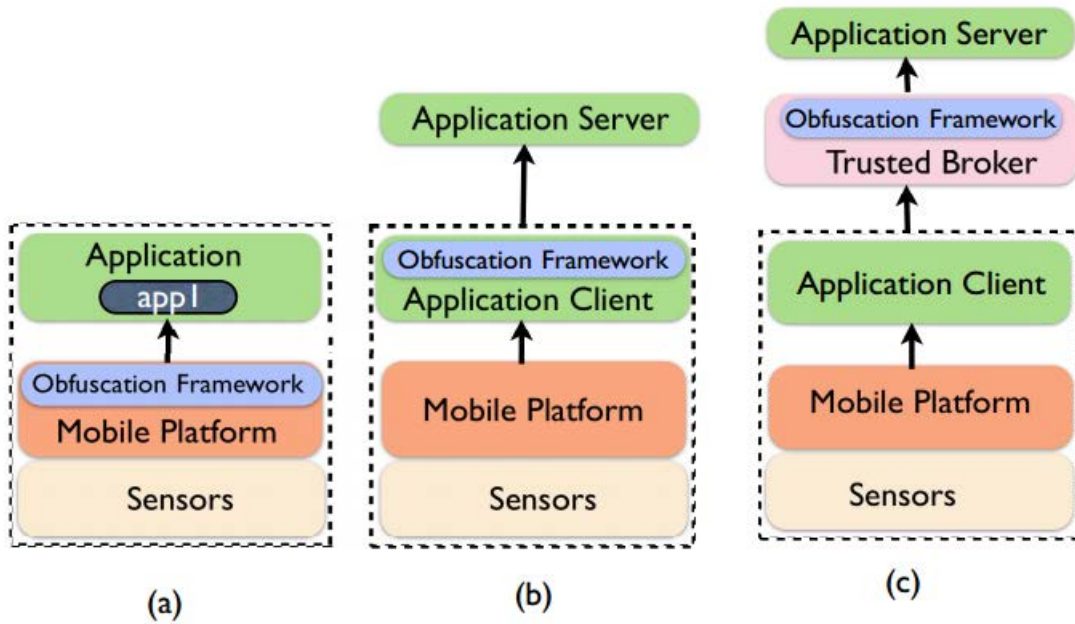 Application
app1
Obfuscation Framework
Mobile Platform
Sensors
(a)
Application Server
Obfuscation Framework
Application Client
Mobile Platform
Sensors
(b)
Application Server
Obfuscation Framework
Trusted Broker
Application Client
Mobile Platform
Sensors
(c)